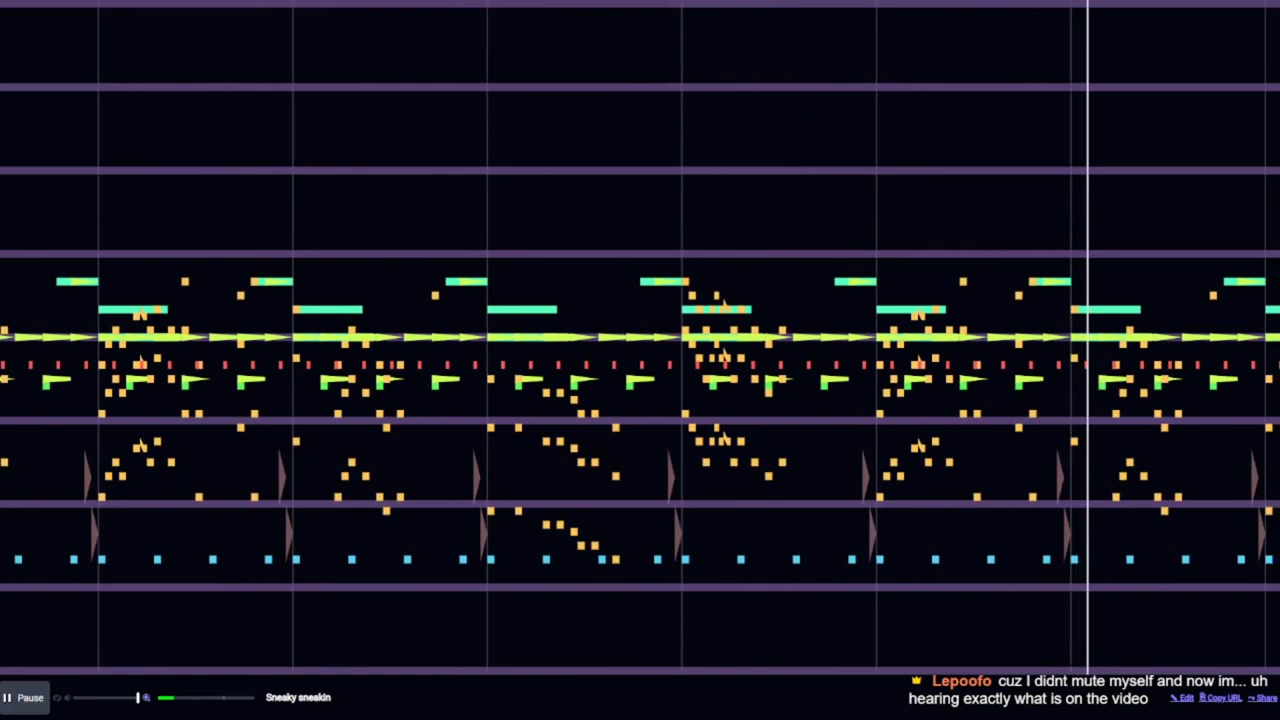 Pause
Sneaky sneakin
Lepoofo cuz I didnt mute myself and now im... uh
hearing exactly what is on the video
Edit Copy URL Share